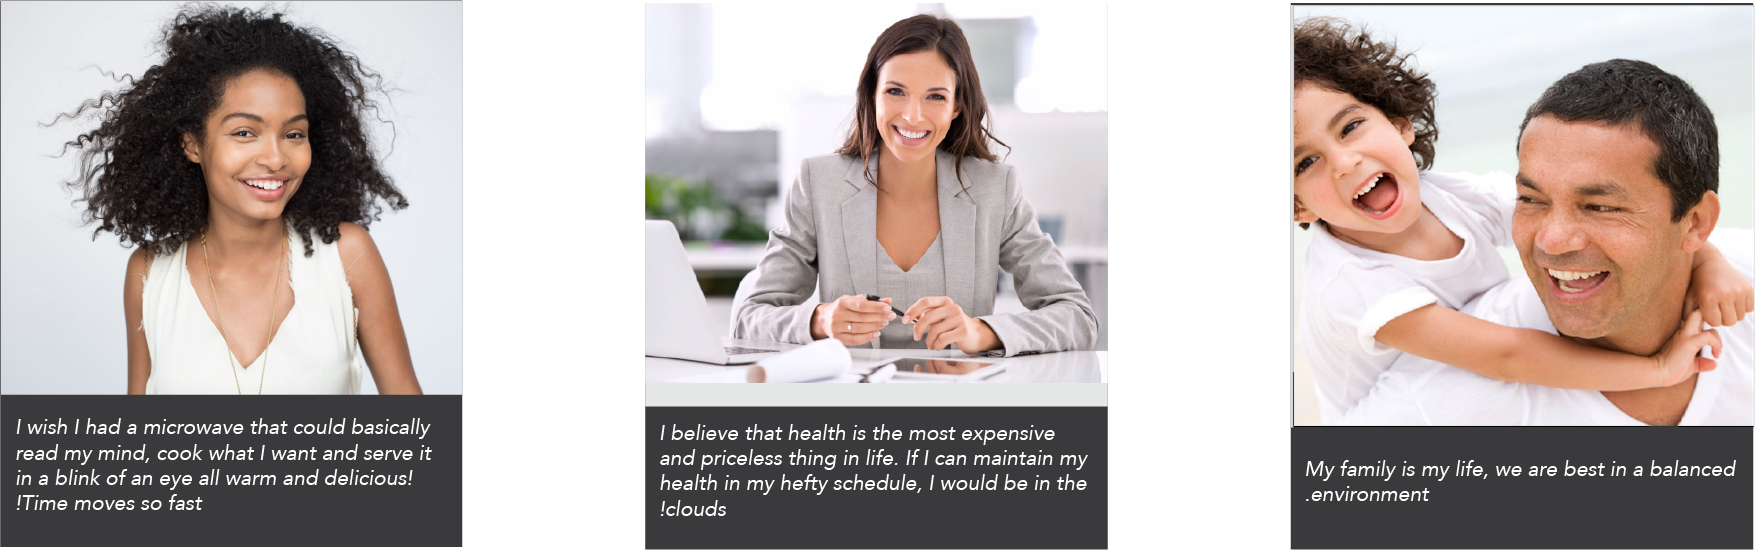 I wish I had a microwave that could basically
read my mind, cook what I want and serve it
in a blink of an eye all warm and delicious!
!Time moves so fast
I believe that health is the most expensive
and priceless thing in life. If I can maintain my
health in my hefty schedule, I would be in the
!clouds
My family is my life, we are best in a balanced
.environment